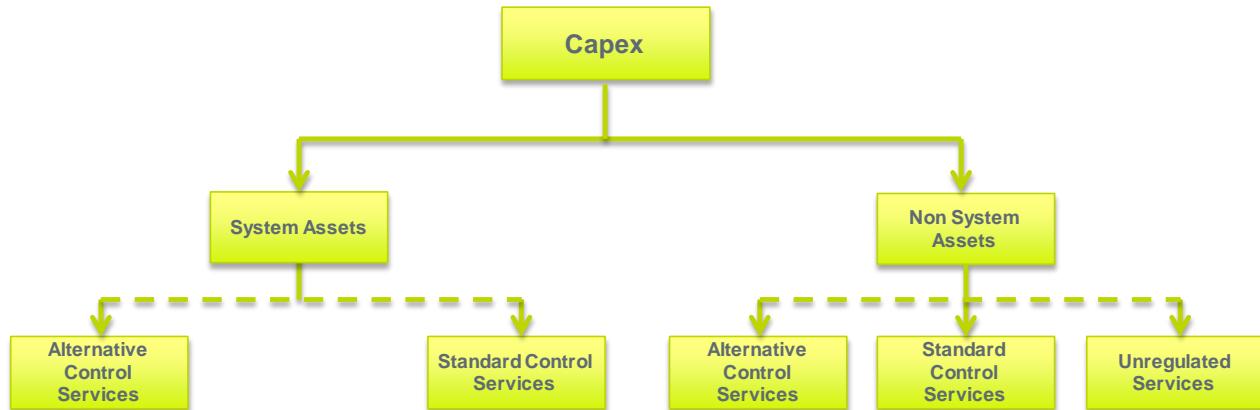 Capex
System Assets
Non System
Assets
Alternative
Control
Services
Standard Control
Services
Alternative
Control
Services
Standard
Control
Services
Unregulated
Services